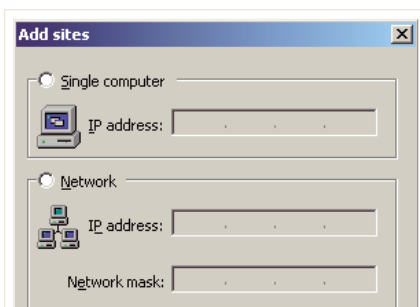 Add sites
Single computer
IP address:
Network
IP address:
Network mask: